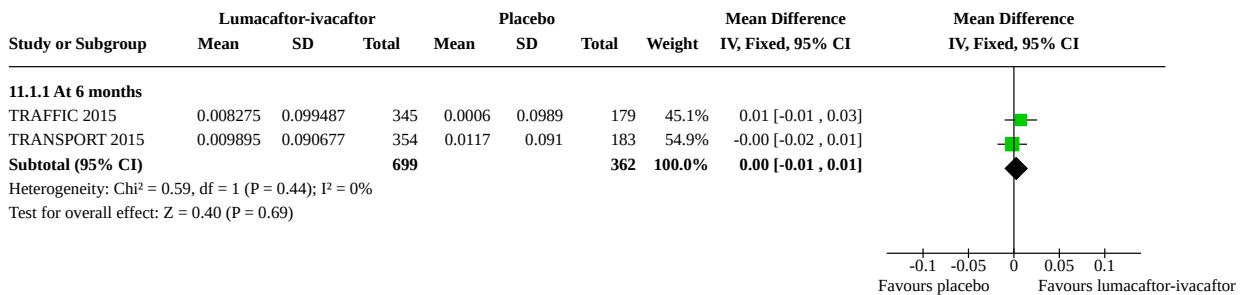 Lumacaftor-ivacaftor Placebo Mean Difference Mean Difference
Study or Subgroup Mean SD Total Mean SD Total Weight IV, Fixed, 95% CI IV, Fixed, 95% CI
11.1.1 At 6 months
TRAFFIC 2015 0.008275 0.099487 345 0.0006 0.0989 179 45.1% 0.01 [-0.01 , 0.03]
TRANSPORT 2015 0.009895 0.090677 354 0.0117 0.091 183 54.9% -0.00 [-0.02 , 0.01]
Subtotal (95% CI) 699 362 100.0% 0.00 [-0.01 , 0.01]
Heterogeneity: Chi² = 0.59, df = 1 (P = 0.44); I² = 0%
Test for overall effect: Z = 0.40 (P = 0.69)
-0.1 -0.05 0 0.05 0.1
Favours placebo Favours lumacaftor-ivacaftor